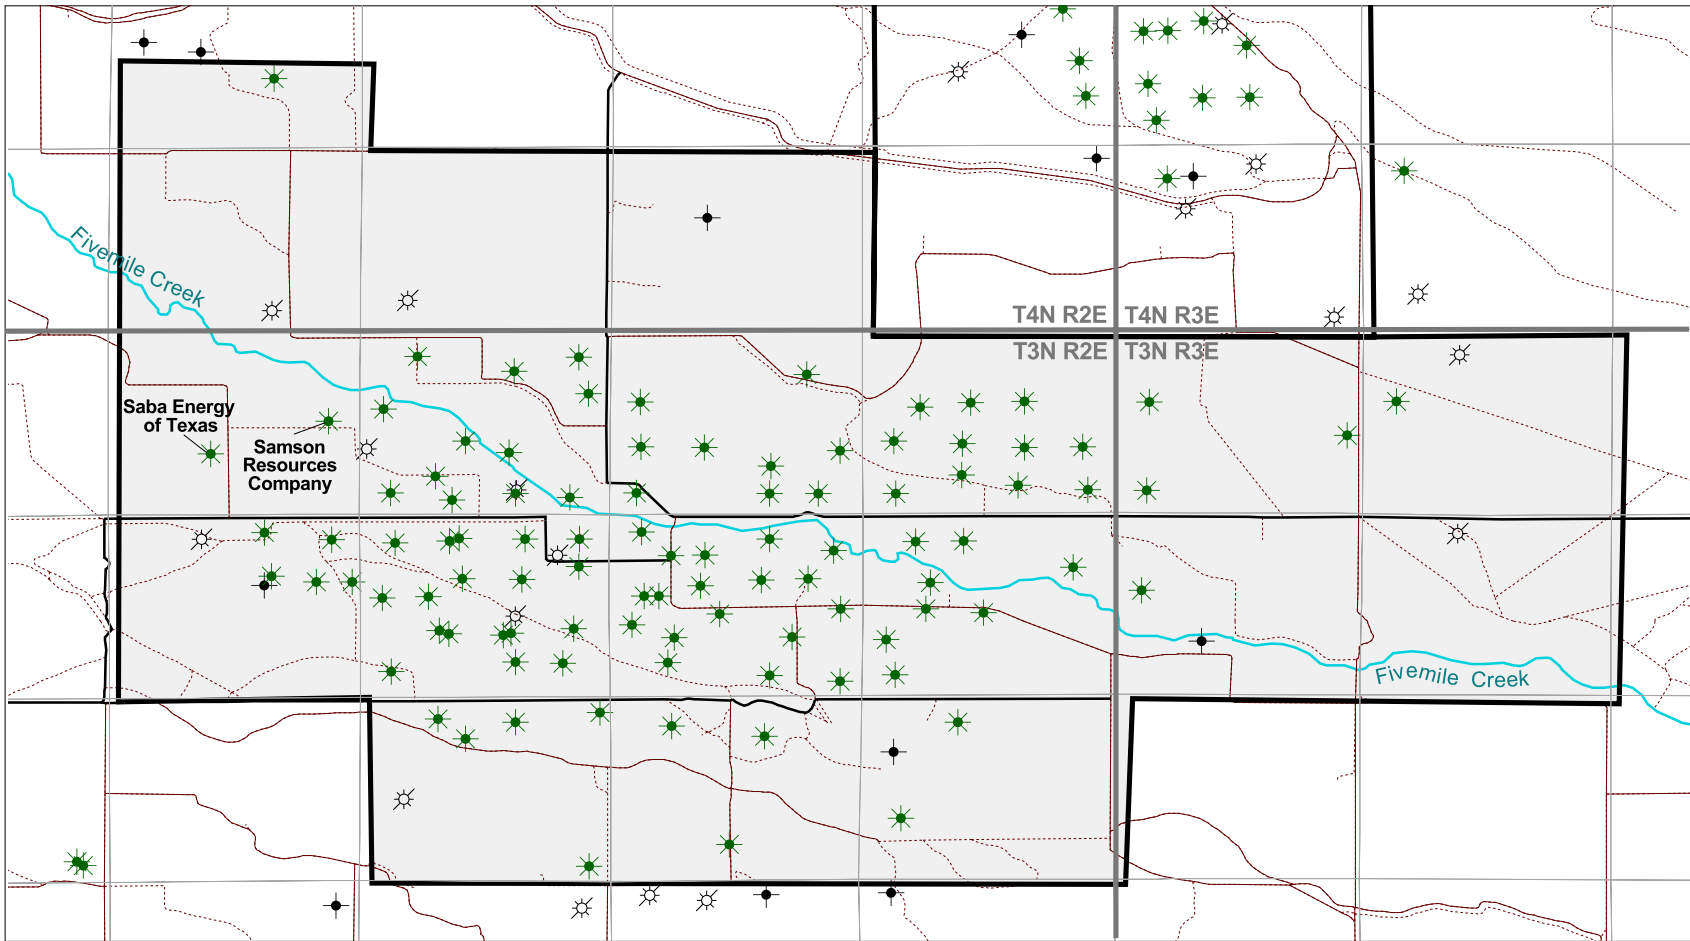 Fivemile Creek
T4N R2E
T4N R3E
T3N R2E
T3N R3E
Saba Energy
of Texas
Samson
Resources
Company
Fivemile Creek